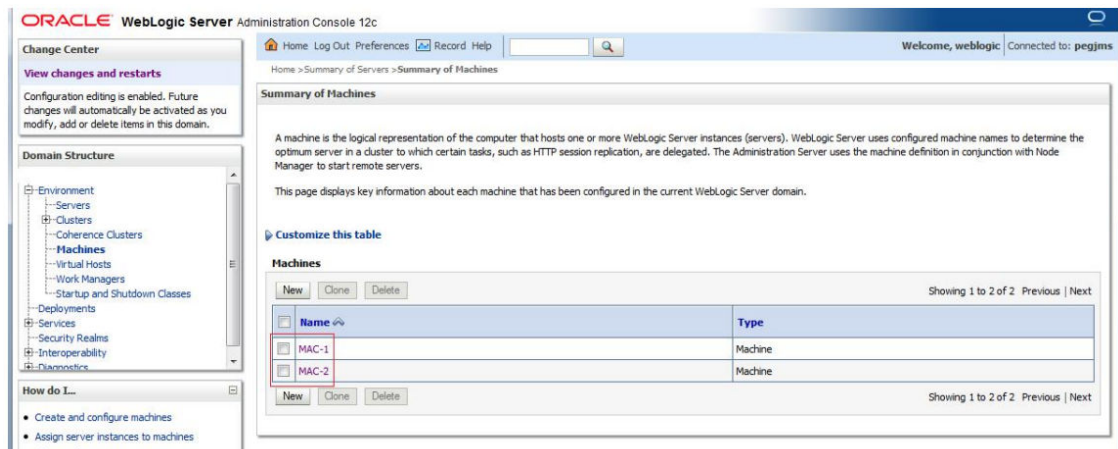 ORACLE WebLogic Server Administration Console 12c
Change Center
View changes and restarts
Configuration editing is enabled. Future
changes will automatically be activated as you
modify, add or delete items in this domain.
Domain Structure
Environment
Servers
Clusters
Coherence Clusters
Machines
Virtual Hosts
Work Managers
Startup and Shutdown Classes
Deployments
Services
Security Realms
Interoperability
Diagnostics
How do I...
• Create and configure machines
• Assign server instances to machines
Home Log Out Preferences Record Help
Welcome, weblogic Connected to: pegjms
Home >Summary of Servers >Summary of Machines
Summary of Machines
A machine is the logical representation of the computer that hosts one or more WebLogic Server instances (servers). WebLogic Server uses configured machine names to determine the
optimum server in a cluster to which certain tasks, such as HTTP session replication, are delegated. The Administration Server uses the machine definition in conjunction with Node
Manager to start remote servers.
This page displays key information about each machine that has been configured in the current WebLogic Server domain.
Customize this table
Machines
New Clone Delete Showing 1 to 2 of 2 Previous | Next
Name Type
MAC-1 Machine
MAC-2 Machine
New Clone Delete Showing 1 to 2 of 2 Previous | Next